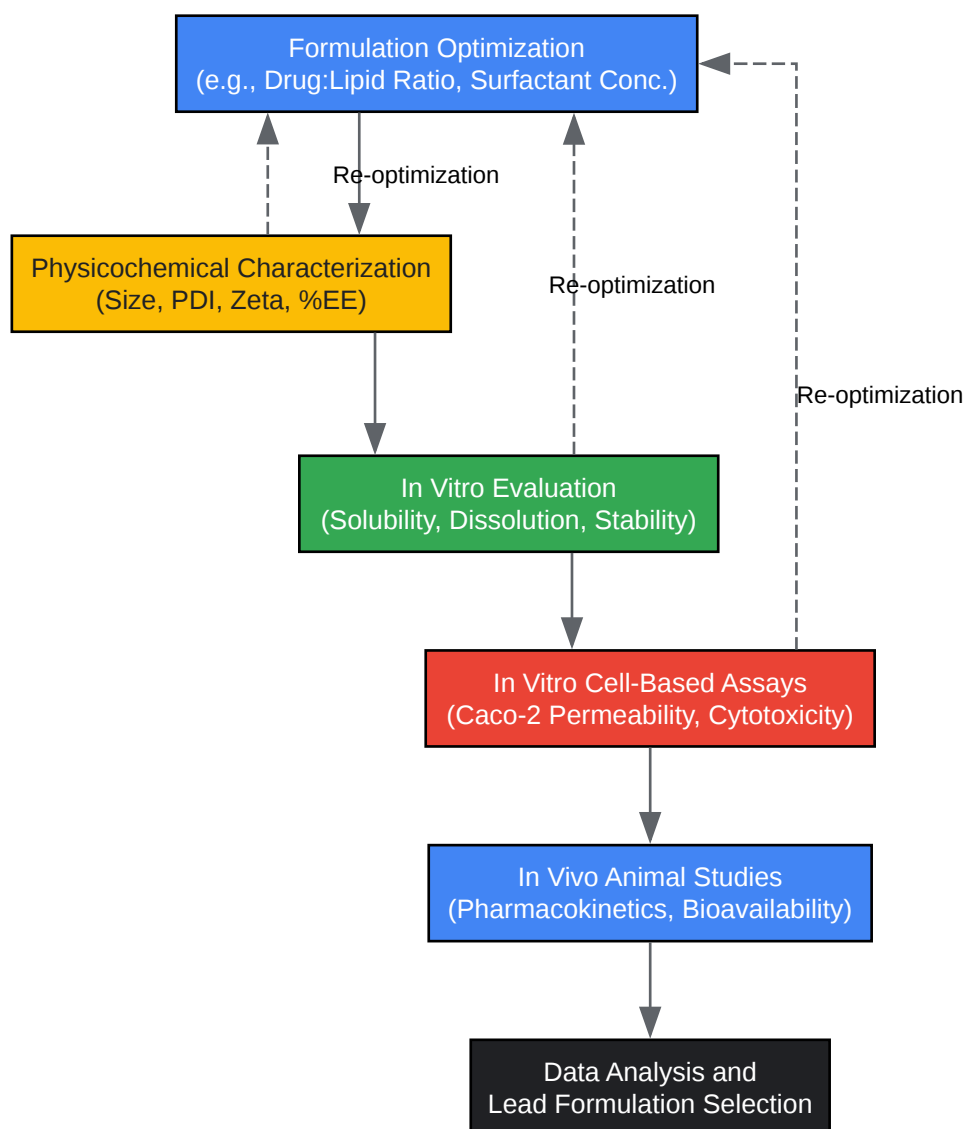 Formulation Optimization
(e.g., Drug:Lipid Ratio, Surfactant Conc.)
Re-optimization
Physicochemical Characterization
(Size, PDI, Zeta, %EE)
Re-optimization
Re-optimization
In Vitro Evaluation
(Solubility, Dissolution, Stability)
In Vitro Cell-Based Assays
(Caco-2 Permeability, Cytotoxicity)
In Vivo Animal Studies
(Pharmacokinetics, Bioavailability)
Data Analysis and
Lead Formulation Selection